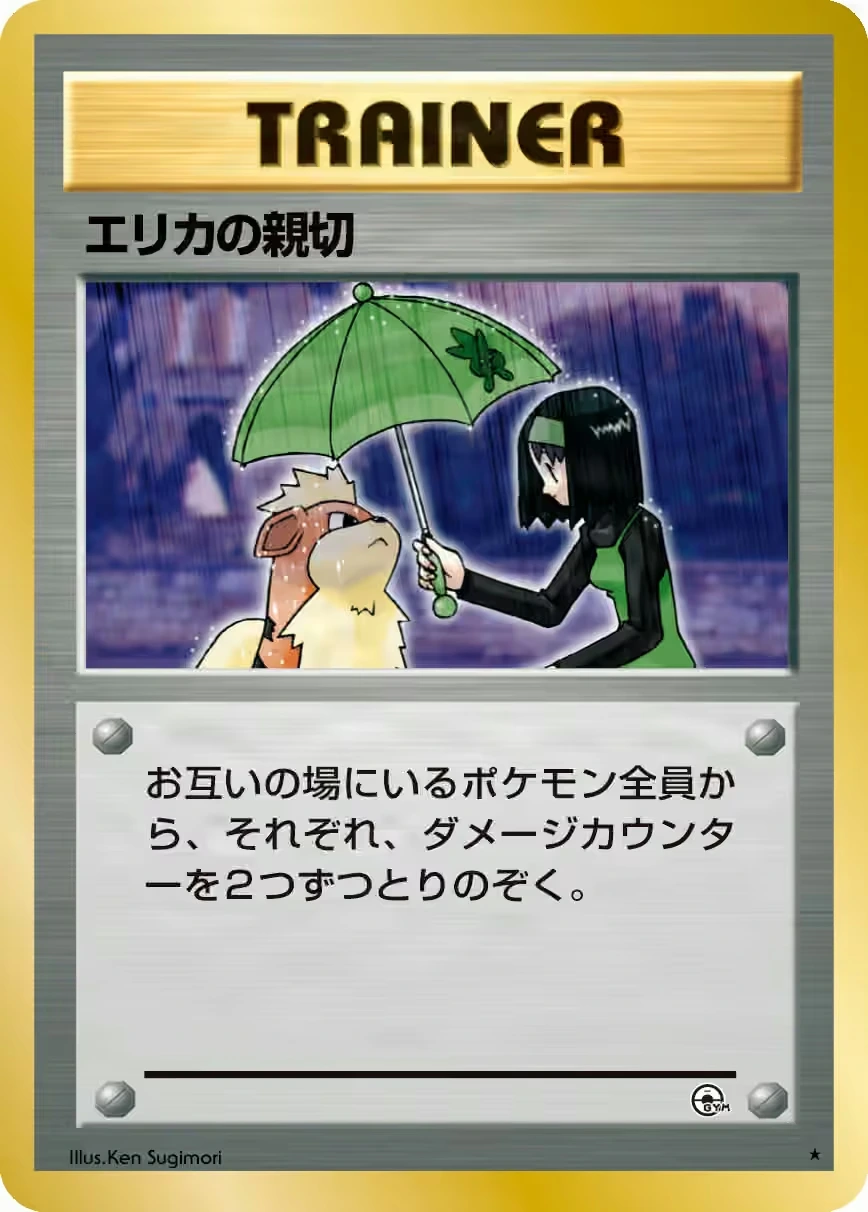 TRAINER
エリカの親切
お互いの場にいるポケモン全員か
ら、それぞれ、ダメージカウンタ
ーを２つずつとりのぞく。
GYM
Illus.Ken Sugimori
★